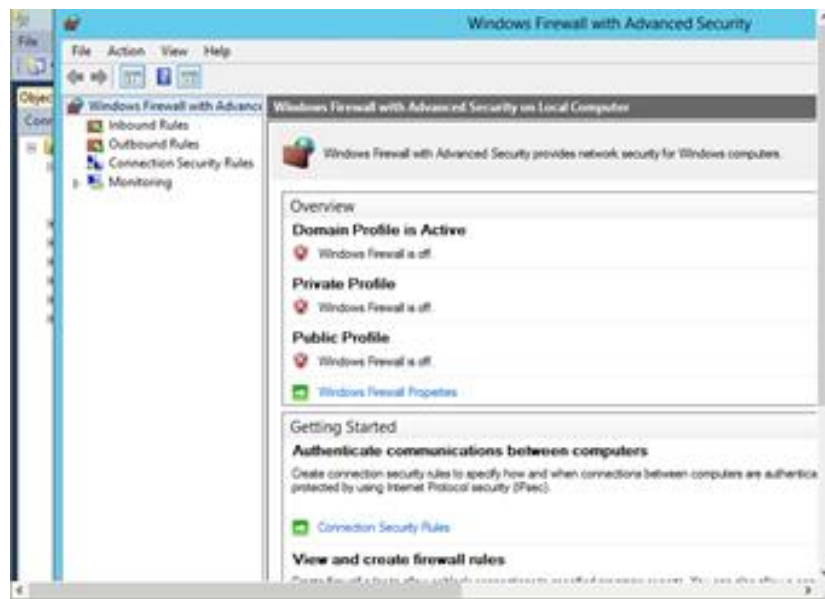 Windows Firewall with Advanced Security
File
File Action View Help
Objec
Conn
Windows Firewall with Advance
Windows Firewall with Advanced Security on Local Computer
Inbound Rules
Outbound Rules
Connection Security Rules
Monitoring
Windows Firewall with Advanced Security provides network security for Windows computers.
Overview
Domain Profile is Active
Windows Firewall is off.
Private Profile
Windows Firewall is off.
Public Profile
Windows Firewall is off.
Windows Firewall Properties
Getting Started
Authenticate communications between computers
Create connection security rules to specify how and when connections between computers are authentica
protected by using Internet Protocol security (IPsec).
Connection Security Rules
View and create firewall rules